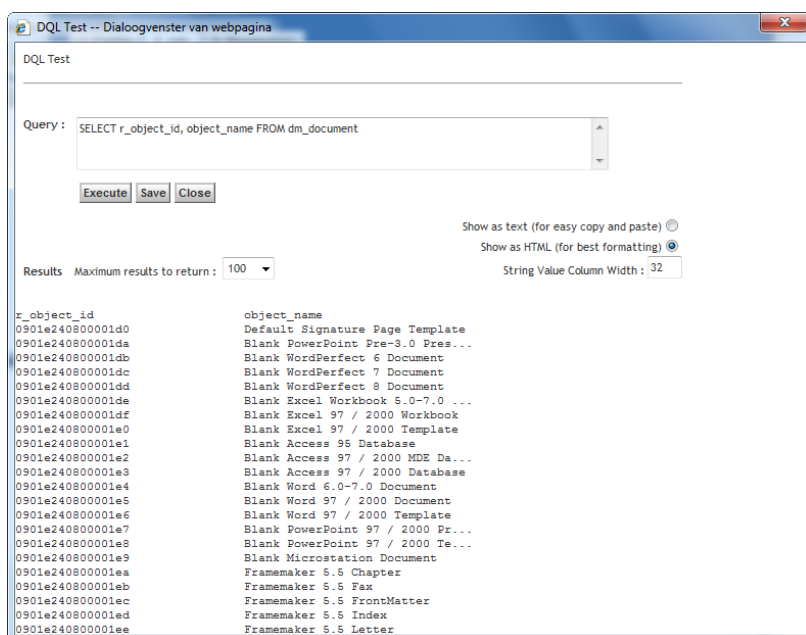 DQL Test -- Dialoogvenster van webpagina
DQL Test
Query : SELECT r_object_id, object_name FROM dm_document
Execute Save Close
Show as text (for easy copy and paste)
Show as HTML (for best formatting)
Results Maximum results to return : 100 String Value Column Width : 32
r_object_id object_name
0901e240800001d0 Default Signature Page Template
0901e240800001da Blank PowerPoint Pre-3.0 Pres...
0901e240800001db Blank WordPerfect 6 Document
0901e240800001dc Blank WordPerfect 7 Document
0901e240800001dd Blank WordPerfect 8 Document
0901e240800001de Blank Excel Workbook 5.0-7.0 ...
0901e240800001df Blank Excel 97 / 2000 Workbook
0901e240800001e0 Blank Excel 97 / 2000 Template
0901e240800001e1 Blank Access 95 Database
0901e240800001e2 Blank Access 97 / 2000 MDE Da...
0901e240800001e3 Blank Access 97 / 2000 Database
0901e240800001e4 Blank Word 6.0-7.0 Document
0901e240800001e5 Blank Word 97 / 2000 Document
0901e240800001e6 Blank Word 97 / 2000 Template
0901e240800001e7 Blank PowerPoint 97 / 2000 Pr...
0901e240800001e8 Blank PowerPoint 97 / 2000 Te...
0901e240800001e9 Blank Microstation Document
0901e240800001ea Framemaker 5.5 Chapter
0901e240800001eb Framemaker 5.5 Fax
0901e240800001ec Framemaker 5.5 FrontMatter
0901e240800001ed Framemaker 5.5 Index
0901e240800001ee Framemaker 5.5 Letter